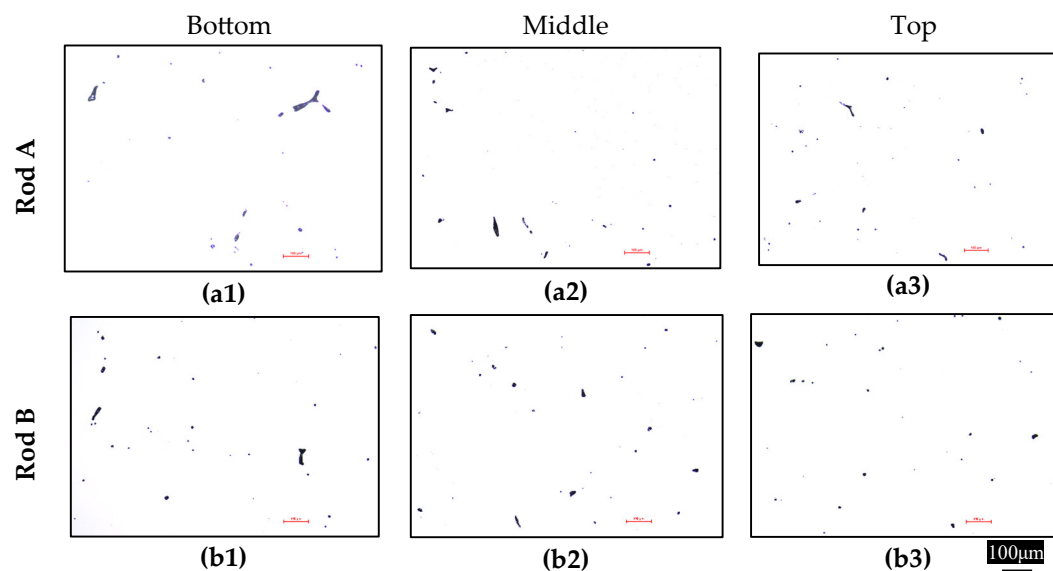 Bottom Middle Top
Rod A
(a1) (a2) (a3)
Rod B
(b1) (b2) (b3)
100μm